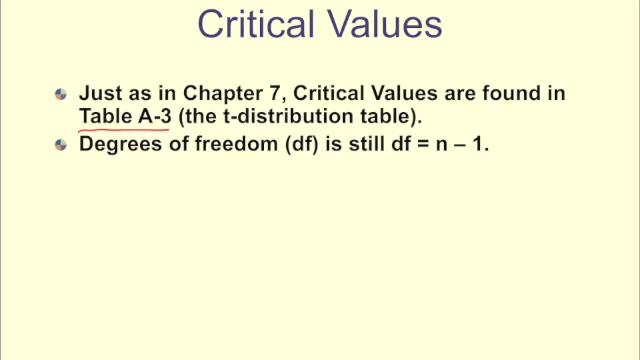 Critical Values
Just as in Chapter 7, Critical Values are found in
Table A-3 (the t-distribution table).
Degrees of freedom (df) is still df = n – 1.